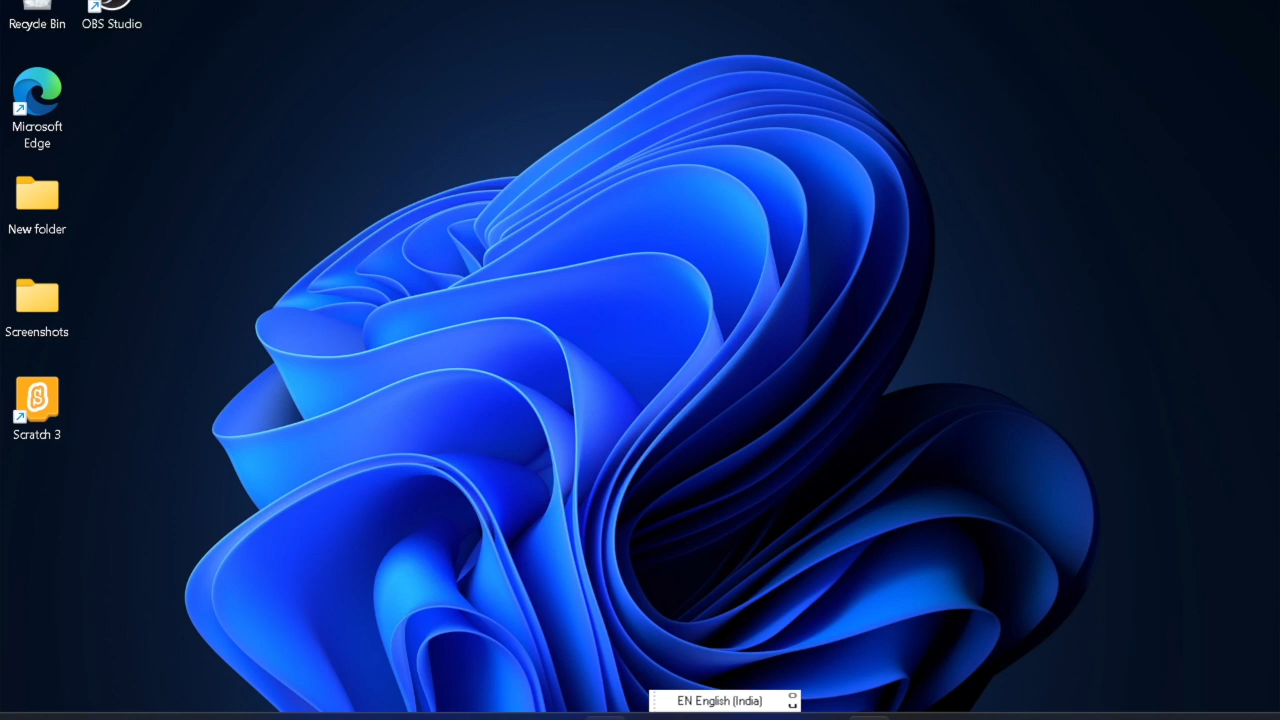 Recycle Bin
OBS Studio
Microsoft
Edge
New folder
Screenshots
Scratch 3
EN English (India)